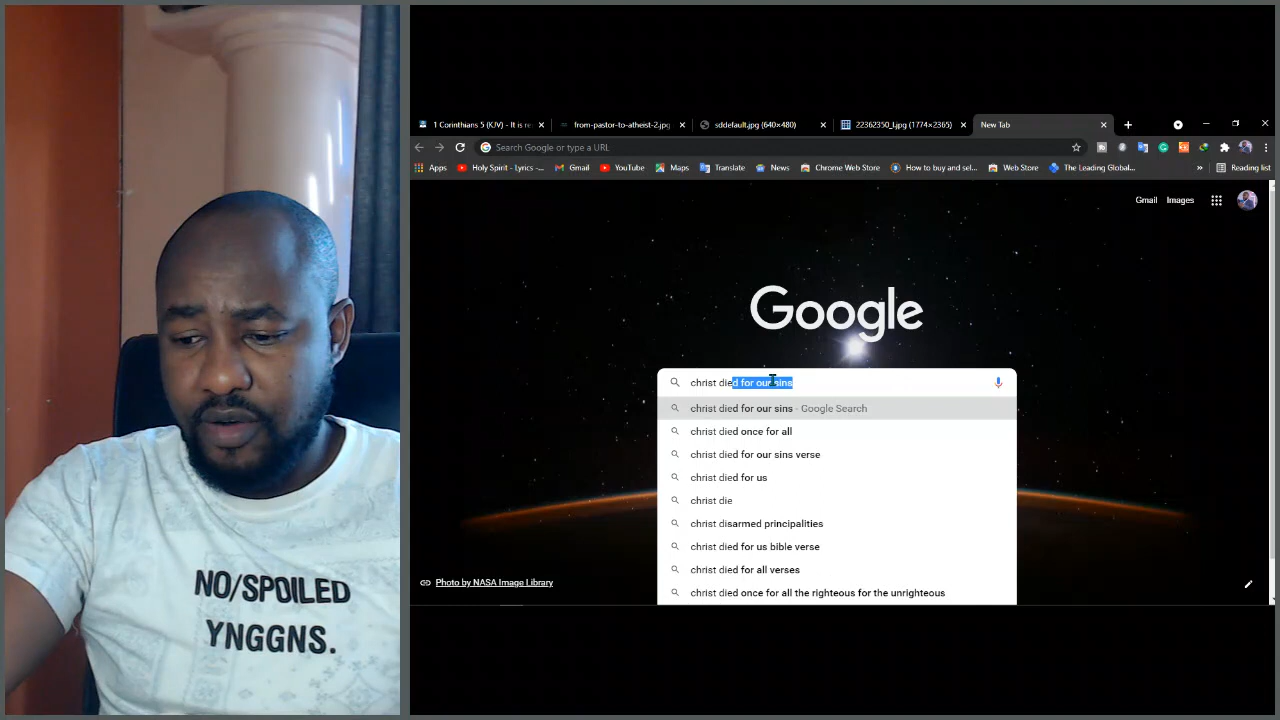 NO/SPOILED
YNGGNS.
1 Corinthians 5 (KJV) - It is re
from-pastor-to-atheist-2.jpg
sddefault.jpg (640×480)
22362350_l.jpg (1774×2365)
New Tab
Search Google or type a URL
Apps
Holy Spirit - Lyrics -...
Gmail
YouTube
Maps
Translate
News
Chrome Web Store
How to buy and sel...
Web Store
The Leading Global...
»
Reading list
Gmail Images
Google
christ died for our sins
christ died for our sins - Google Search
christ died once for all
christ died for our sins verse
christ died for us
christ die
christ disarmed principalities
christ died for us bible verse
christ died for all verses
christ died once for all the righteous for the unrighteous
Photo by NASA Image Library